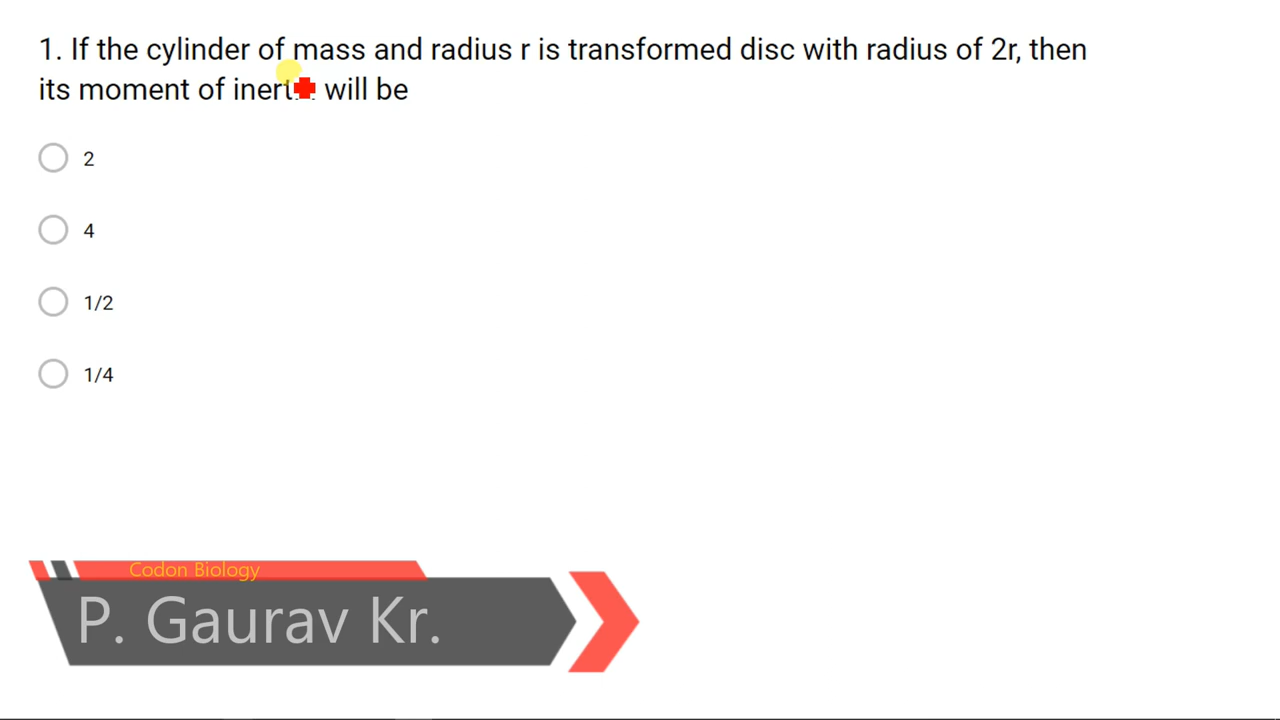 1. If the cylinder of mass and radius r is transformed disc with radius of 2r, then
its moment of will be
2
4
1/2
1/4
Codon Biology
P. Gaurav Kr.